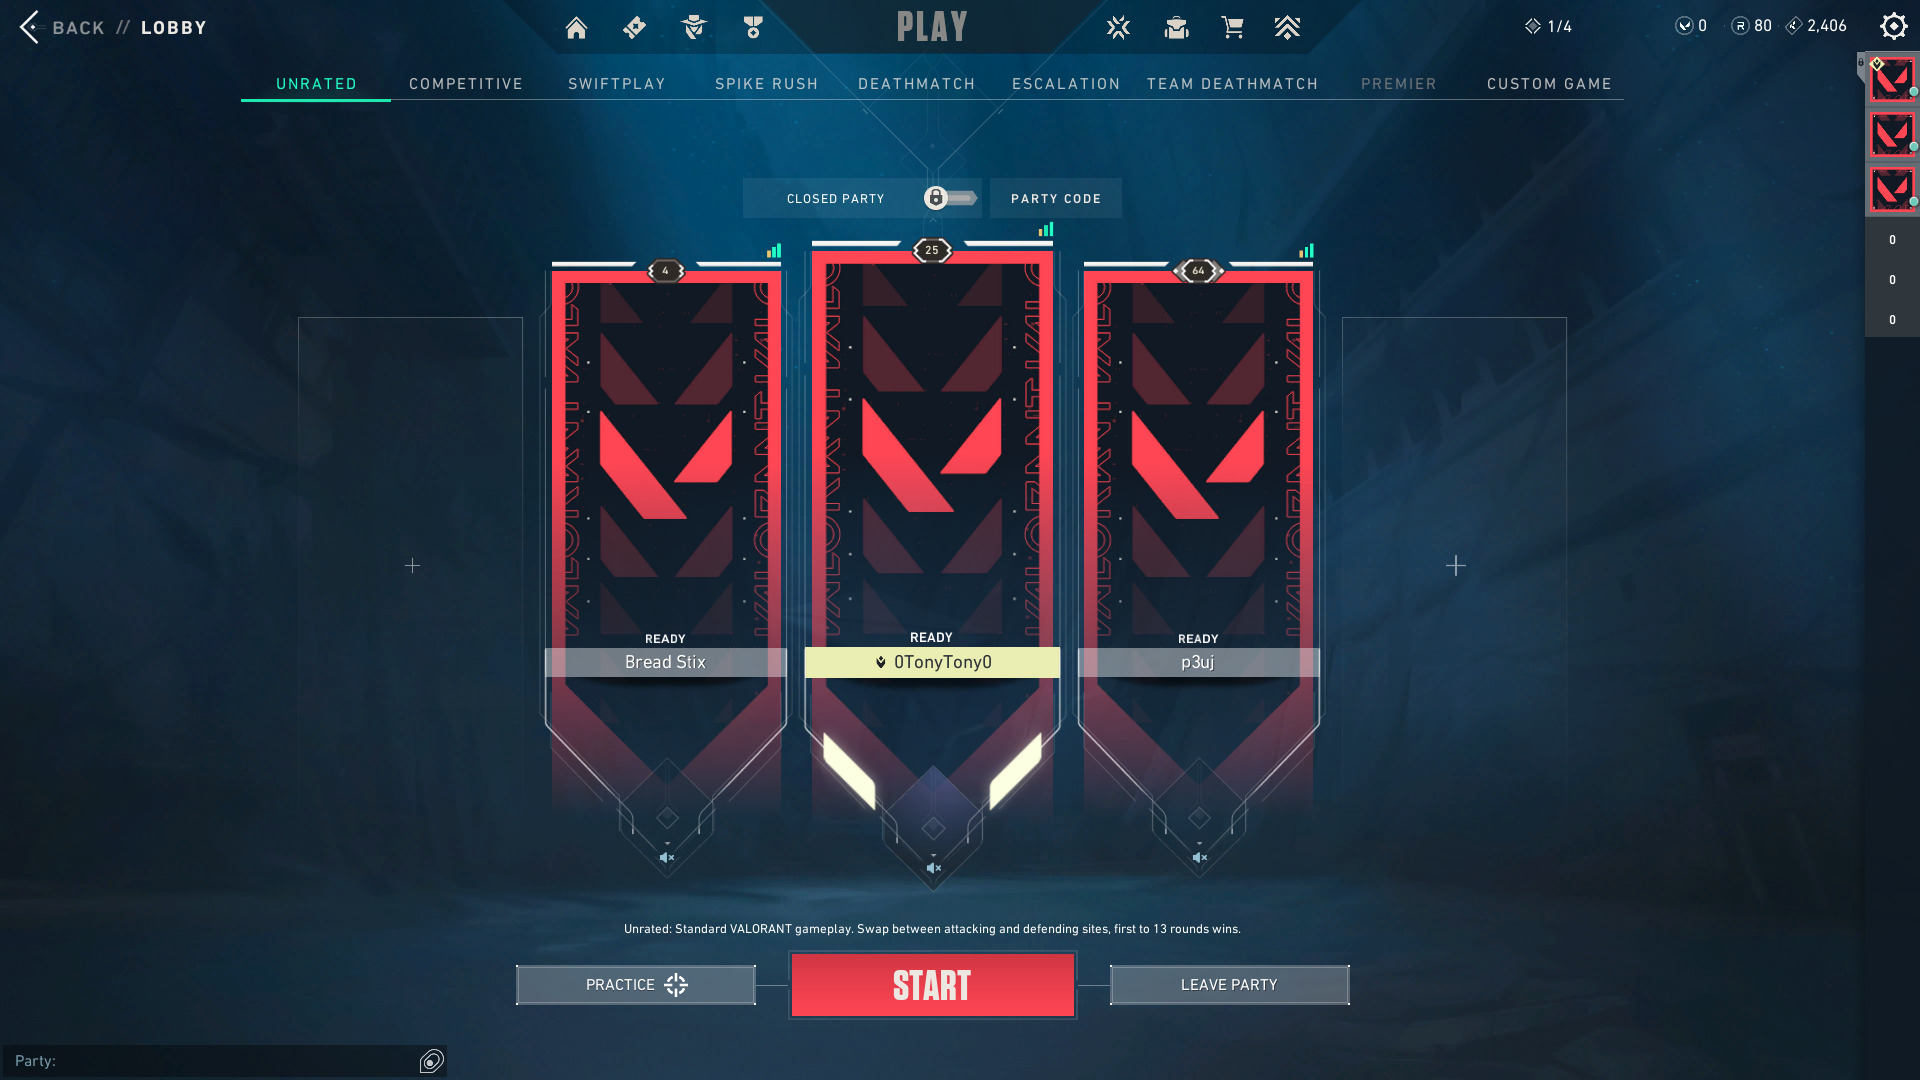 BACK // LOBBY
PLAY
1/4
0
80
2,406
UNRATED
COMPETITIVE
SWIFTPLAY
SPIKE RUSH
DEATHMATCH
ESCALATION
TEAM DEATHMATCH
PREMIER
CUSTOM GAME
CLOSED PARTY
PARTY CODE
4
25
64
0
0
0
READY
READY
READY
Bread Stix
0TonyTony0
p3uj
Unrated: Standard VALORANT gameplay. Swap between attacking and defending sites, first to 13 rounds wins.
PRACTICE
START
LEAVE PARTY
Party: